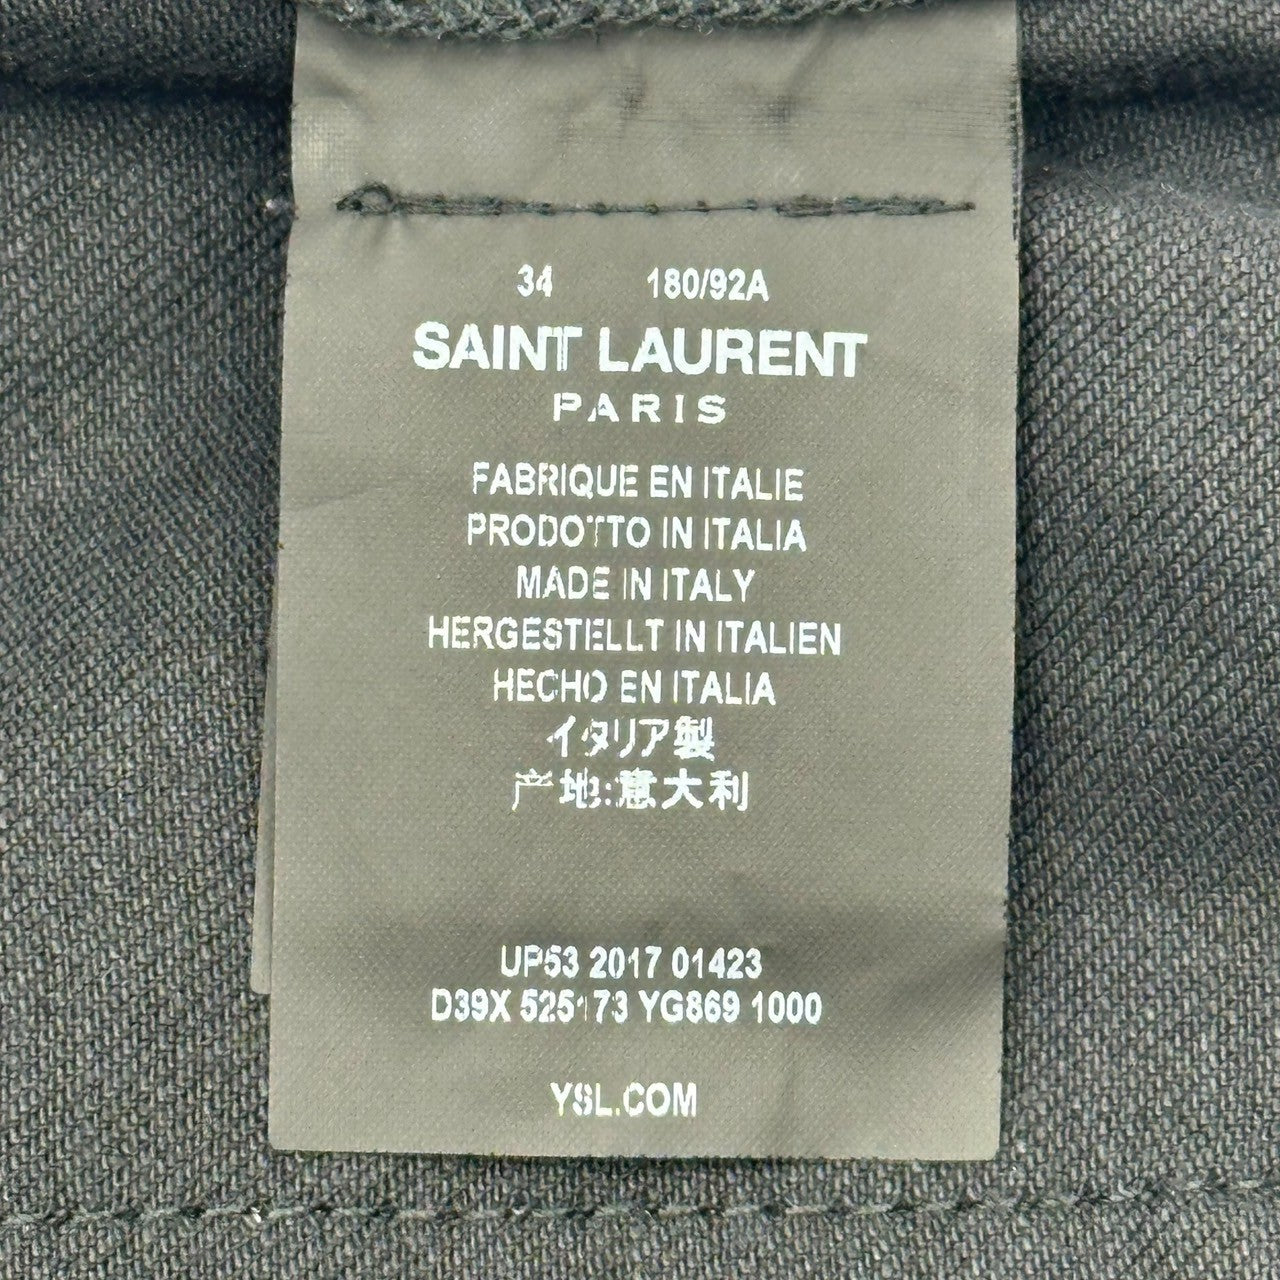 34 180/92A
SAINT LAURENT
PARIS
FABRIQUE EN ITALIE
PRODOTTO IN ITALIA
MADE IN ITALY
HERGESTELLT IN ITALIEN
HECHO EN ITALIA
イタリア製
产地:意大利
UP53 2017 01423
D39X 525173 YG869 1000
YSL.COM